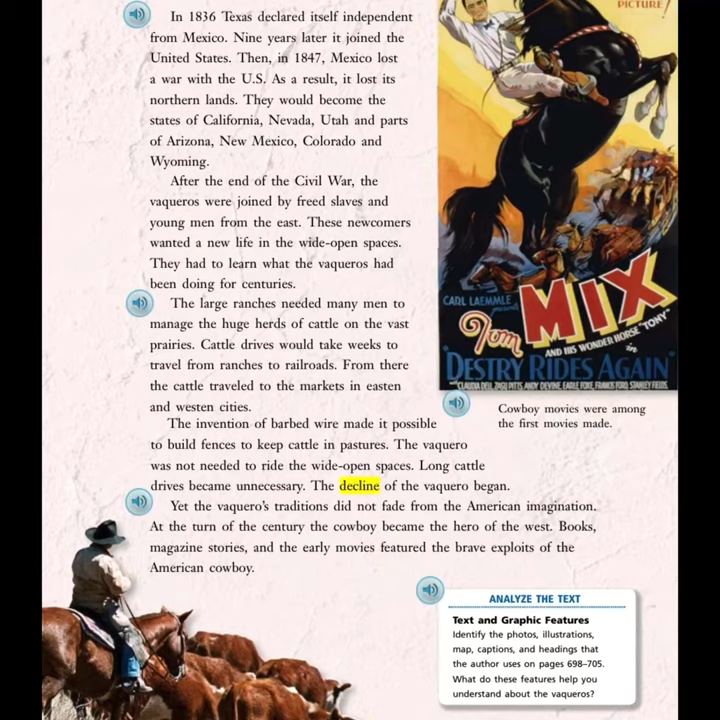 In 1836 Texas declared itself independent
from Mexico. Nine years later it joined the
United States. Then, in 1847, Mexico lost
a war with the U.S. As a result, it lost its
northern lands. They would become the
states of California, Nevada, Utah and parts
of Arizona, New Mexico, Colorado and
Wyoming.
After the end of the Civil War, the
vaqueros were joined by freed slaves and
young men from the east. These newcomers
wanted a new life in the wide-open spaces.
They had to learn what the vaqueros had
been doing for centuries.
The large ranches needed many men to
manage the huge herds of cattle on the vast
prairies. Cattle drives would take weeks to
travel from ranches to railroads. From there
the cattle traveled to the markets in easten
and westen cities.
The invention of barbed wire made it possible
to build fences to keep cattle in pastures. The vaquero
was not needed to ride the wide-open spaces. Long cattle
drives became unnecessary. The decline of the vaquero began.
Yet the vaquero's traditions did not fade from the American imagination.
At the turn of the century the cowboy became the hero of the west. Books,
magazine stories, and the early movies featured the brave exploits of the
American cowboy.
PICTURE!
CARL LAEMMLE
presents
Tom MIX
AND HIS WONDER HORSE "TONY"
in
"DESTRY RIDES AGAIN"
CLAUDIA DELL, ZASU PITTS, ANDY DEVINE, EARLE FOXE, FRANCIS FORD, STANLEY FIELDS.
Cowboy movies were among
the first movies made.
ANALYZE THE TEXT
Text and Graphic Features
Identify the photos, illustrations,
map, captions, and headings that
the author uses on pages 698–705.
What do these features help you
understand about the vaqueros?